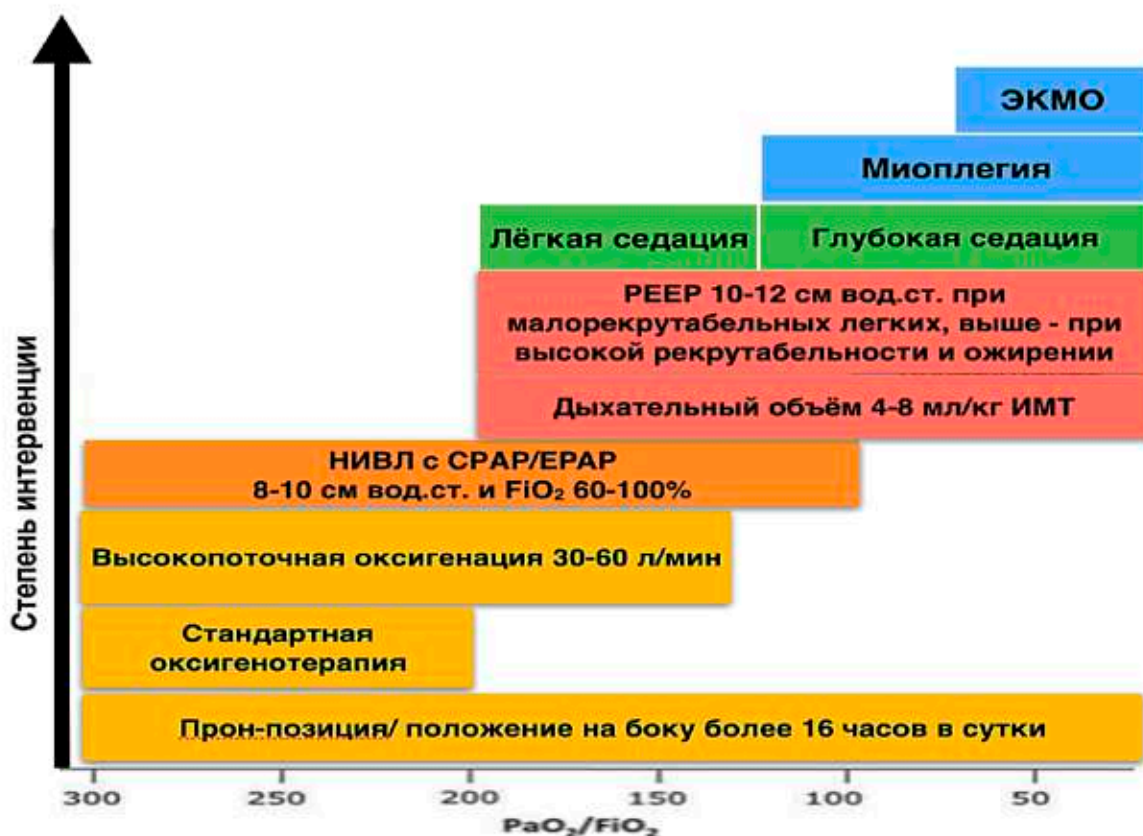 ЭКМО
Миоплегия
Лёгкая седация
Глубокая седация
PEEP 10-12 см вод.ст. при
малорекрутабельных легких, выше - при
высокой рекрутабельности и ожирении
Дыхательный объём 4-8 мл/кг ИМТ
НИВЛ с CPAP/EPAP
8-10 см вод.ст. и FiO₂ 60-100%
Высокопоточная оксигенация 30-60 л/мин
Стандартная
оксигенотерапия
Прон-позиция/ положение на боку более 16 часов в сутки
Степень интервенции
300 250 200 150 100 50
PaO₂/FiO₂